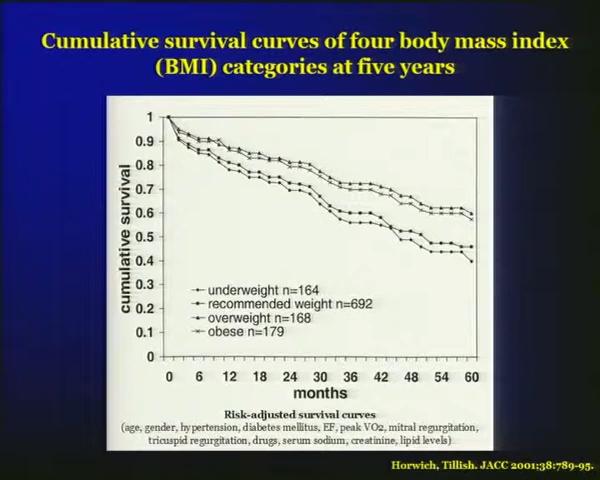 Cumulative survival curves of four body mass index
(BMI) categories at five years
1
0.9
0.8
0.7
0.6
0.5
0.4
0.3
0.2
0.1
0
cumulative survival
underweight n=164
recommended weight n=692
overweight n=168
obese n=179
0 6 12 18 24 30 36 42 48 54 60
months
Risk-adjusted survival curves
(age, gender, hypertension, diabetes mellitus, EF, peak VO2, mitral regurgitation,
tricuspid regurgitation, drugs, serum sodium, creatinine, lipid levels)
Horwich, Tillish. JACC 2001;38:789-95.